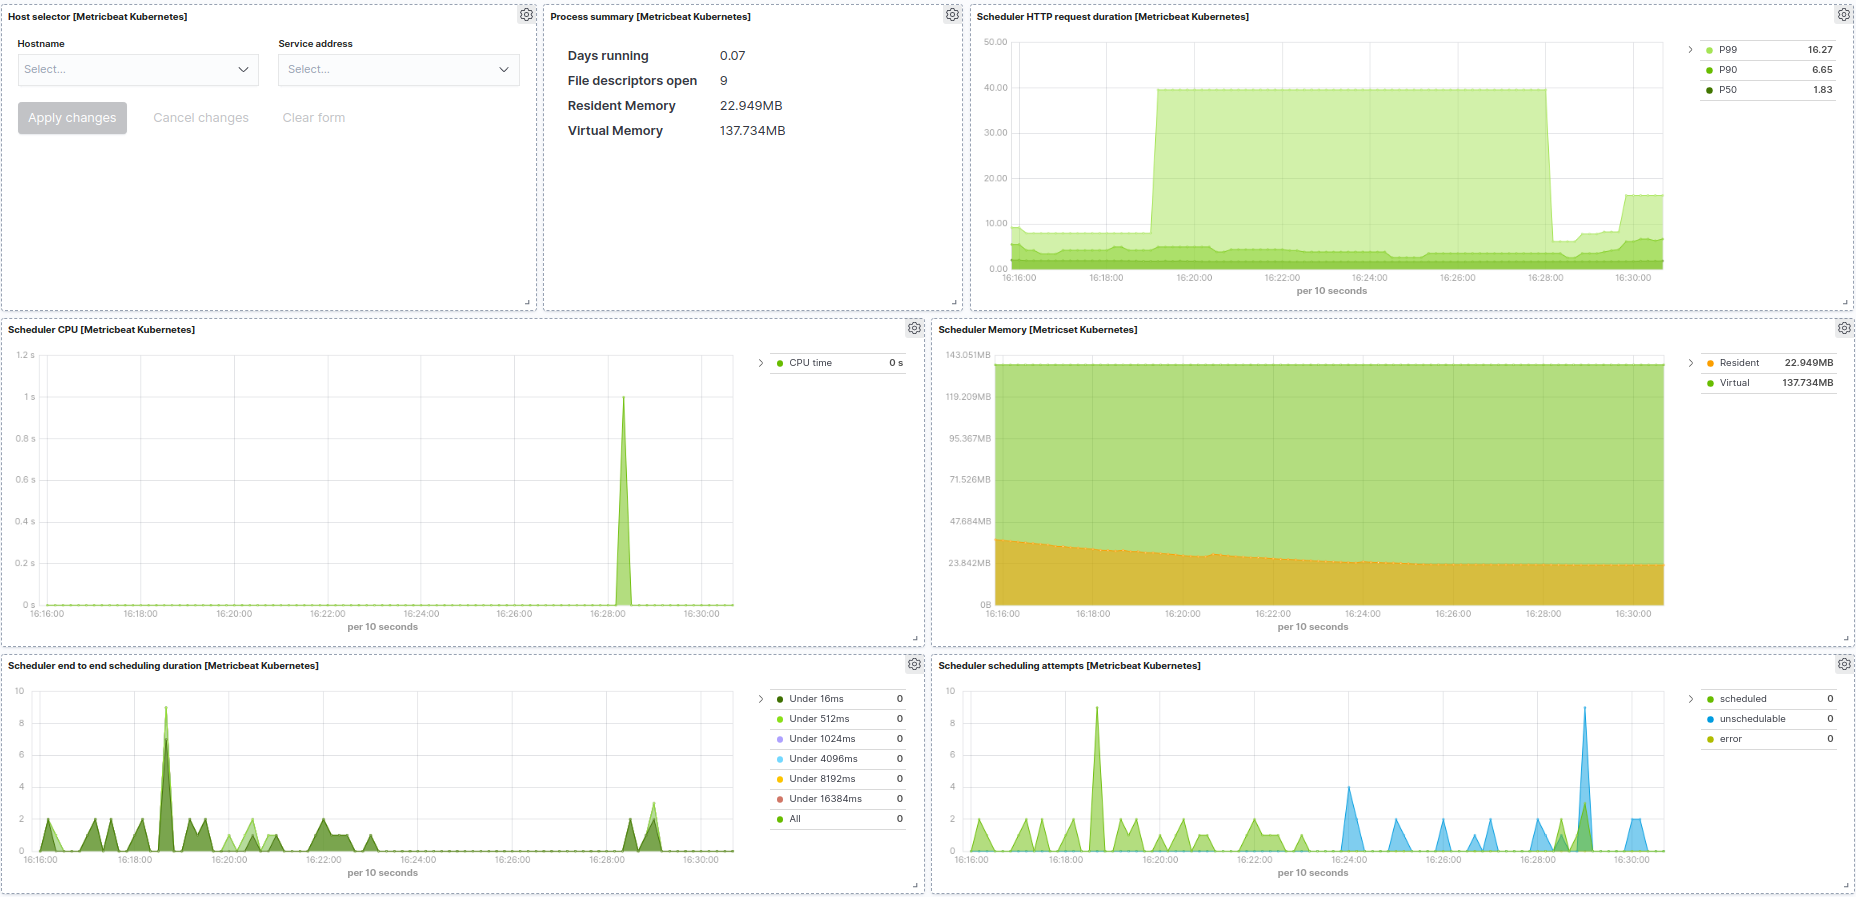 Host selector [Metricbeat Kubernetes]
Hostname
Service address
Select...
Select...
Apply changes
Cancel changes
Clear form
Process summary [Metricbeat Kubernetes]
Days running 0.07
File descriptors open 9
Resident Memory 22.949MB
Virtual Memory 137.734MB
Scheduler HTTP request duration [Metricbeat Kubernetes]
50.00
40.00
30.00
20.00
10.00
0.00
16:16:00 16:18:00 16:20:00 16:22:00 16:24:00 16:26:00 16:28:00 16:30:00
per 10 seconds
P99 16.27
P90 6.65
P50 1.83
Scheduler CPU [Metricbeat Kubernetes]
1.2 s
1 s
0.8 s
0.6 s
0.4 s
0.2 s
0 s
16:16:00 16:18:00 16:20:00 16:22:00 16:24:00 16:26:00 16:28:00 16:30:00
per 10 seconds
CPU time 0 s
Scheduler Memory [Metricset Kubernetes]
143.051MB
119.209MB
95.367MB
71.526MB
47.684MB
23.842MB
0B
16:16:00 16:18:00 16:20:00 16:22:00 16:24:00 16:26:00 16:28:00 16:30:00
per 10 seconds
Resident 22.949MB
Virtual 137.734MB
Scheduler end to end scheduling duration [Metricbeat Kubernetes]
10
8
6
4
2
0
16:16:00 16:18:00 16:20:00 16:22:00 16:24:00 16:26:00 16:28:00 16:30:00
per 10 seconds
Under 16ms 0
Under 512ms 0
Under 1024ms 0
Under 4096ms 0
Under 8192ms 0
Under 16384ms 0
All 0
Scheduler scheduling attempts [Metricbeat Kubernetes]
10
8
6
4
2
0
16:16:00 16:18:00 16:20:00 16:22:00 16:24:00 16:26:00 16:28:00 16:30:00
per 10 seconds
scheduled 0
unschedulable 0
error 0